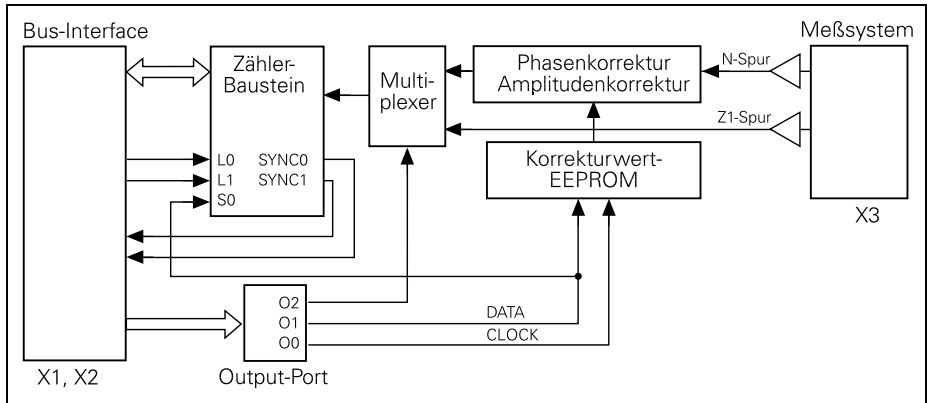 Bus-Interface
Meßsystem
Zähler-
Baustein
Multi-
plexer
Phasenkorrektur
Amplitudenkorrektur
N-Spur
Z1-Spur
Korrekturwert-
EEPROM
L0 SYNC0
L1 SYNC1
S0
X3
O2
O1
O0
DATA
CLOCK
X1, X2
Output-Port